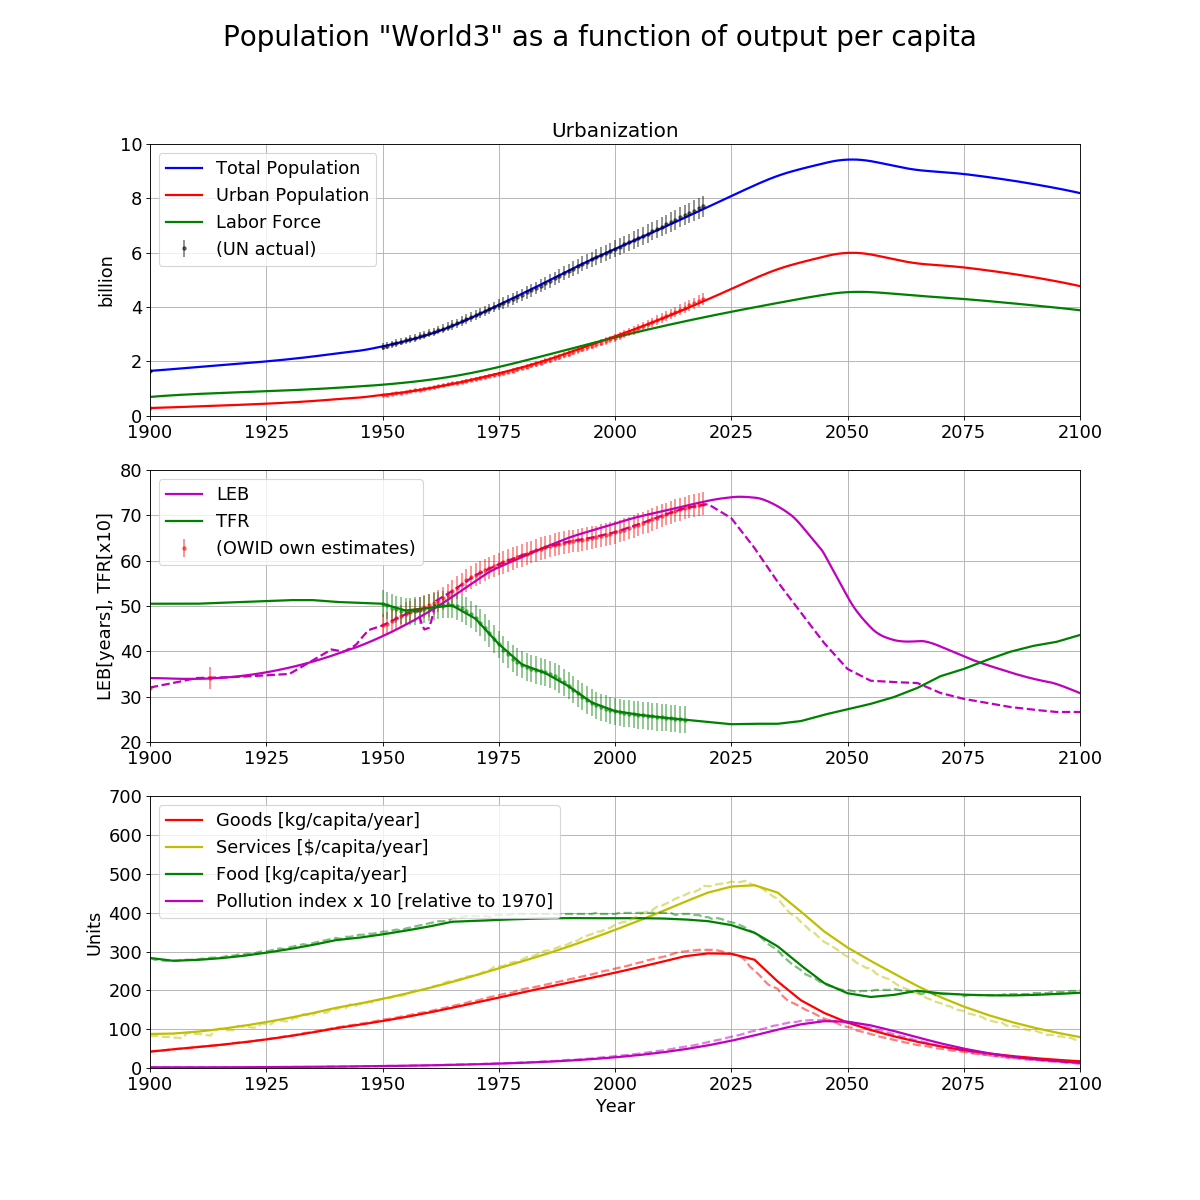 Population "World3" as a function of output per capita
Urbanization
10
8
6
4
2
0
billion
Total Population
Urban Population
Labor Force
(UN actual)
1900 1925 1950 1975 2000 2025 2050 2075 2100
80
70
60
50
40
30
20
LEB[years], TFR[x10]
LEB
TFR
(OWID own estimates)
1900 1925 1950 1975 2000 2025 2050 2075 2100
700
600
500
400
300
200
100
0
Units
Goods [kg/capita/year]
Services [$/capita/year]
Food [kg/capita/year]
Pollution index x 10 [relative to 1970]
1900 1925 1950 1975 2000 2025 2050 2075 2100
Year